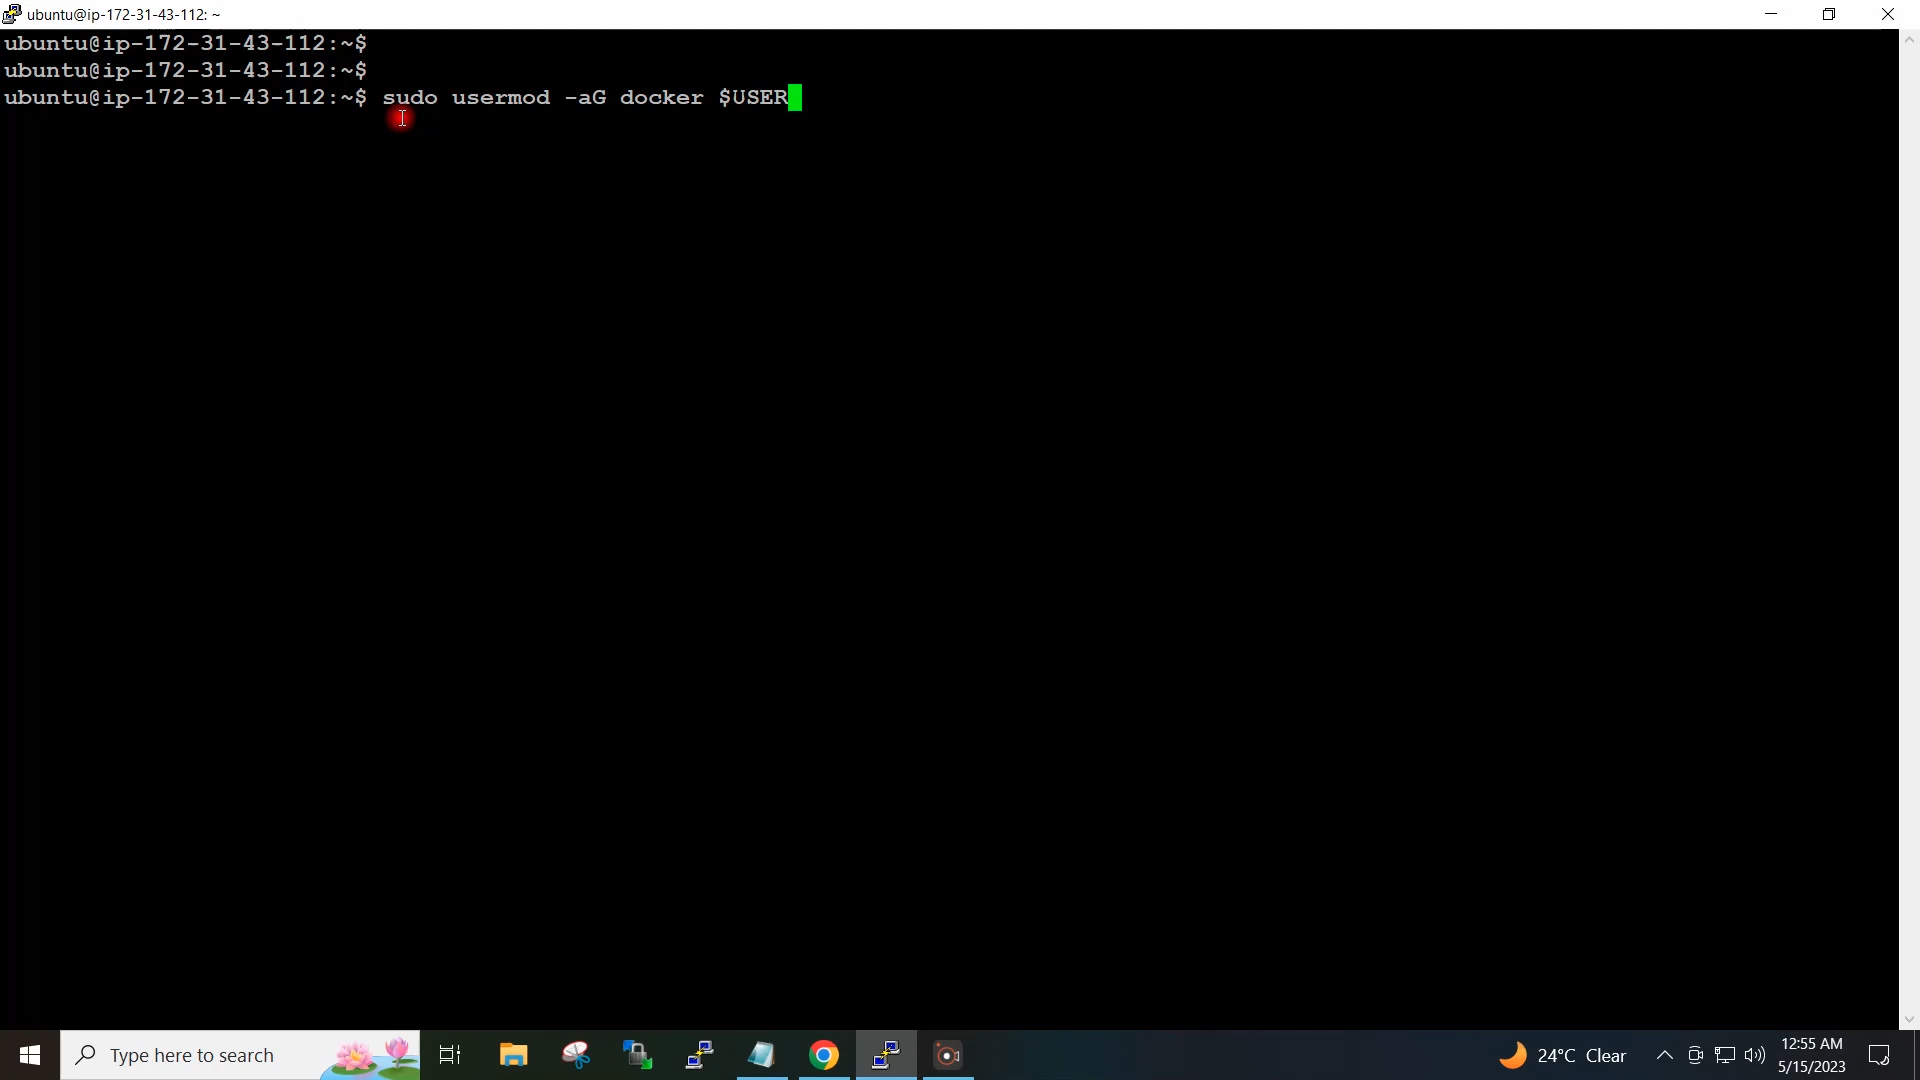 ubuntu@ip-172-31-43-112: ~
ubuntu@ip-172-31-43-112:~$
ubuntu@ip-172-31-43-112:~$
ubuntu@ip-172-31-43-112:~$ sudo usermod -aG docker $USER
Type here to search
24°C Clear
12:55 AM
5/15/2023